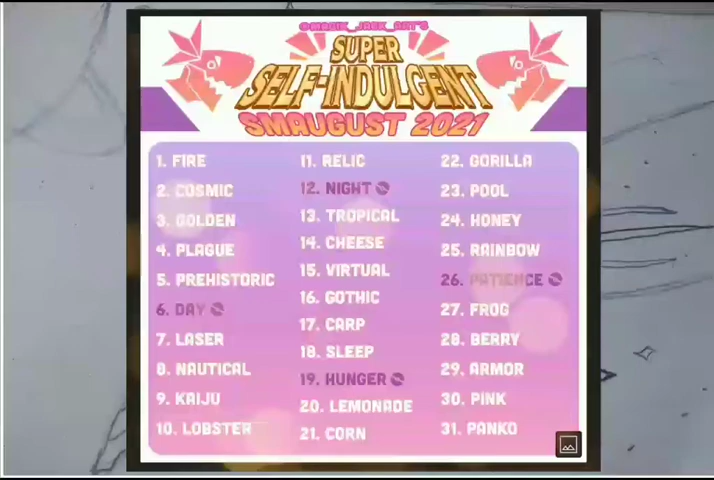 SUPER
SELF-INDULGENT
SMAUGUST 2021
1. FIRE
2. COSMIC
3. GOLDEN
4. PLAGUE
5. PREHISTORIC
6. DAY
7. LASER
8. NAUTICAL
9. KAIJU
10. LOBSTER
11. RELIC
12. NIGHT
13. TROPICAL
14. CHEESE
15. VIRTUAL
16. GOTHIC
17. CARP
18. SLEEP
19. HUNGER
20. LEMONADE
21. CORN
22. GORILLA
23. POOL
24. HONEY
25. RAINBOW
26. PATIENCE
27. FROG
28. BERRY
29. ARMOR
30. PINK
31. PANKO